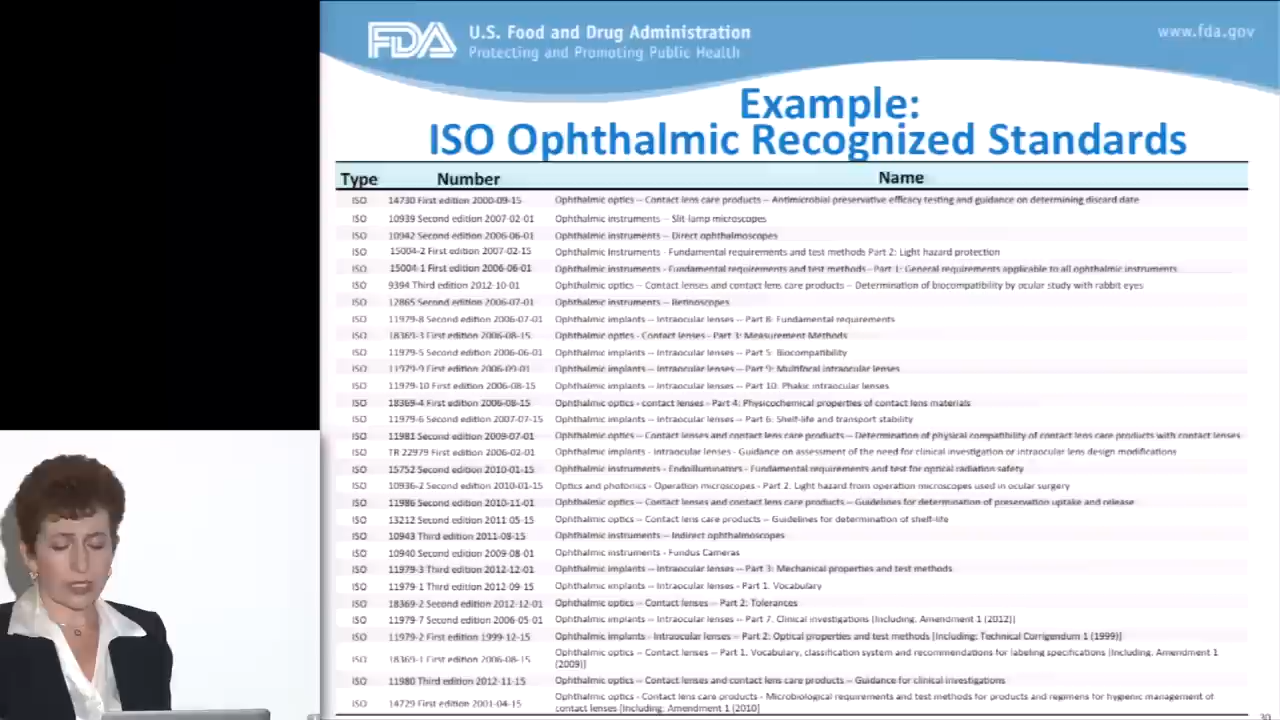 FDA U.S. Food and Drug Administration www.fda.gov
Protecting and Promoting Public Health
Example:
ISO Ophthalmic Recognized Standards
Type Number Name
ISO 14730 First edition 2000-09-15 Ophthalmic optics -- Contact lens care products -- Antimicrobial preservative efficacy testing and guidance on determining discard date
ISO 10939 Second edition 2007-02-01 Ophthalmic instruments -- Slit-lamp microscopes
ISO 10942 Second edition 2006-06-01 Ophthalmic instruments -- Direct ophthalmoscopes
ISO 15004-2 First edition 2007-02-15 Ophthalmic Instruments - Fundamental requirements and test methods Part 2: Light hazard protection
ISO 15004-1 First edition 2006-06-01 Ophthalmic instruments - Fundamental requirements and test methods - Part 1: General requirements applicable to all ophthalmic instruments
ISO 9394 Third edition 2012-10-01 Ophthalmic optics -- Contact lenses and contact lens care products -- Determination of biocompatibility by ocular study with rabbit eyes
ISO 12865 Second edition 2006-07-01 Ophthalmic instruments -- Retinoscopes
ISO 11979-8 Second edition 2006-07-01 Ophthalmic implants -- Intraocular lenses -- Part 8: Fundamental requirements
ISO 18369-3 First edition 2006-08-15 Ophthalmic optics - Contact lenses - Part 3: Measurement Methods
ISO 11979-5 Second edition 2006-06-01 Ophthalmic implants -- Intraocular lenses -- Part 5: Biocompatibility
ISO 11979-9 First edition 2006-09-01 Ophthalmic implants -- Intraocular lenses -- Part 9: Multifocal intraocular lenses
ISO 11979-10 First edition 2006-08-15 Ophthalmic implants -- Intraocular lenses -- Part 10: Phakic intraocular lenses
ISO 18369-4 First edition 2006-08-15 Ophthalmic optics - contact lenses - Part 4: Physicochemical properties of contact lens materials
ISO 11979-6 Second edition 2007-07-15 Ophthalmic implants -- Intraocular lenses -- Part 6: Shelf-life and transport stability
ISO 11981 Second edition 2009-07-01 Ophthalmic optics -- Contact lenses and contact lens care products -- Determination of physical compatibility of contact lens care products with contact lenses
ISO TR 22979 First edition 2006-02-01 Ophthalmic implants - Intraocular lenses - Guidance on assessment of the need for clinical investigation or intraocular lens design modifications
ISO 15752 Second edition 2010-01-15 Ophthalmic instruments - Endoilluminators - Fundamental requirements and test for optical radiation safety
ISO 10936-2 Second edition 2010-01-15 Optics and photonics - Operation microscopes - Part 2. Light hazard from operation microscopes used in ocular surgery
ISO 11986 Second edition 2010-11-01 Ophthalmic optics -- Contact lenses and contact lens care products -- Guidelines for determination of preservation uptake and release
ISO 13212 Second edition 2011 05-15 Ophthalmic optics -- Contact lens care products -- Guidelines for determination of shelf-life
ISO 10943 Third edition 2011-08-15 Ophthalmic instruments -- Indirect ophthalmoscopes
ISO 10940 Second edition 2009-08-01 Ophthalmic instruments - Fundus Cameras
ISO 11979-3 Third edition 2012-12-01 Ophthalmic implants -- Intraocular lenses -- Part 3: Mechanical properties and test methods
ISO 11979-1 Third edition 2012-09-15 Ophthalmic implants -- Intraocular lenses - Part 1. Vocabulary
ISO 18369-2 Second edition 2012-12-01 Ophthalmic optics -- Contact lenses -- Part 2: Tolerances
ISO 11979-7 Second edition 2006-05-01 Ophthalmic implants -- Intraocular lenses -- Part 7. Clinical investigations [Including: Amendment 1 (2012)]
ISO 11979-2 First edition 1999-12-15 Ophthalmic implants - Intraocular lenses -- Part 2: Optical properties and test methods [Including: Technical Corrigendum 1 (1999)]
ISO 18369-1 First edition 2006-08-15 Ophthalmic optics -- Contact lenses -- Part 1. Vocabulary, classification system and recommendations for labeling specifications [Including. Amendment 1
(2009)]
ISO 11980 Third edition 2012-11-15 Ophthalmic optics -- Contact lenses and contact lens care products -- Guidance for clinical investigations
ISO 14729 First edition 2001-04-15 Ophthalmic optics - Contact lens care products - Microbiological requirements and test methods for products and regimens for hygienic management of
contact lenses [Including: Amendment 1 (2010]